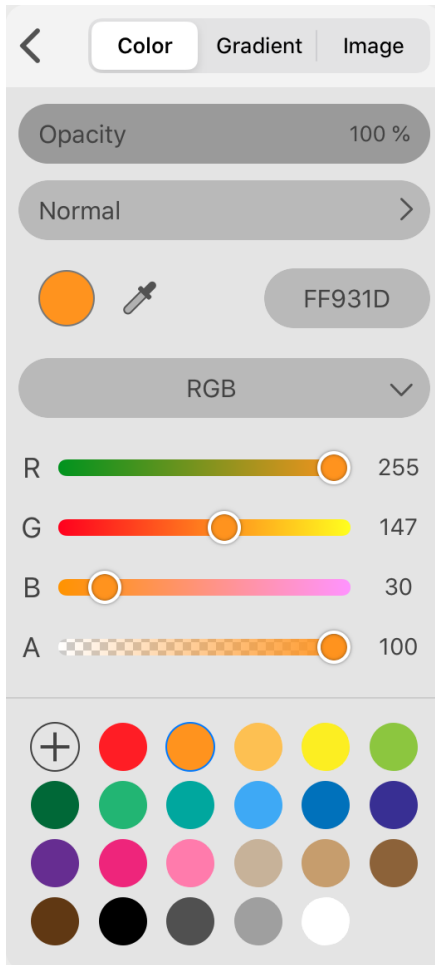 Color Gradient Image
Opacity 100 %
Normal
FF931D
RGB
R 255
G 147
B 30
A 100